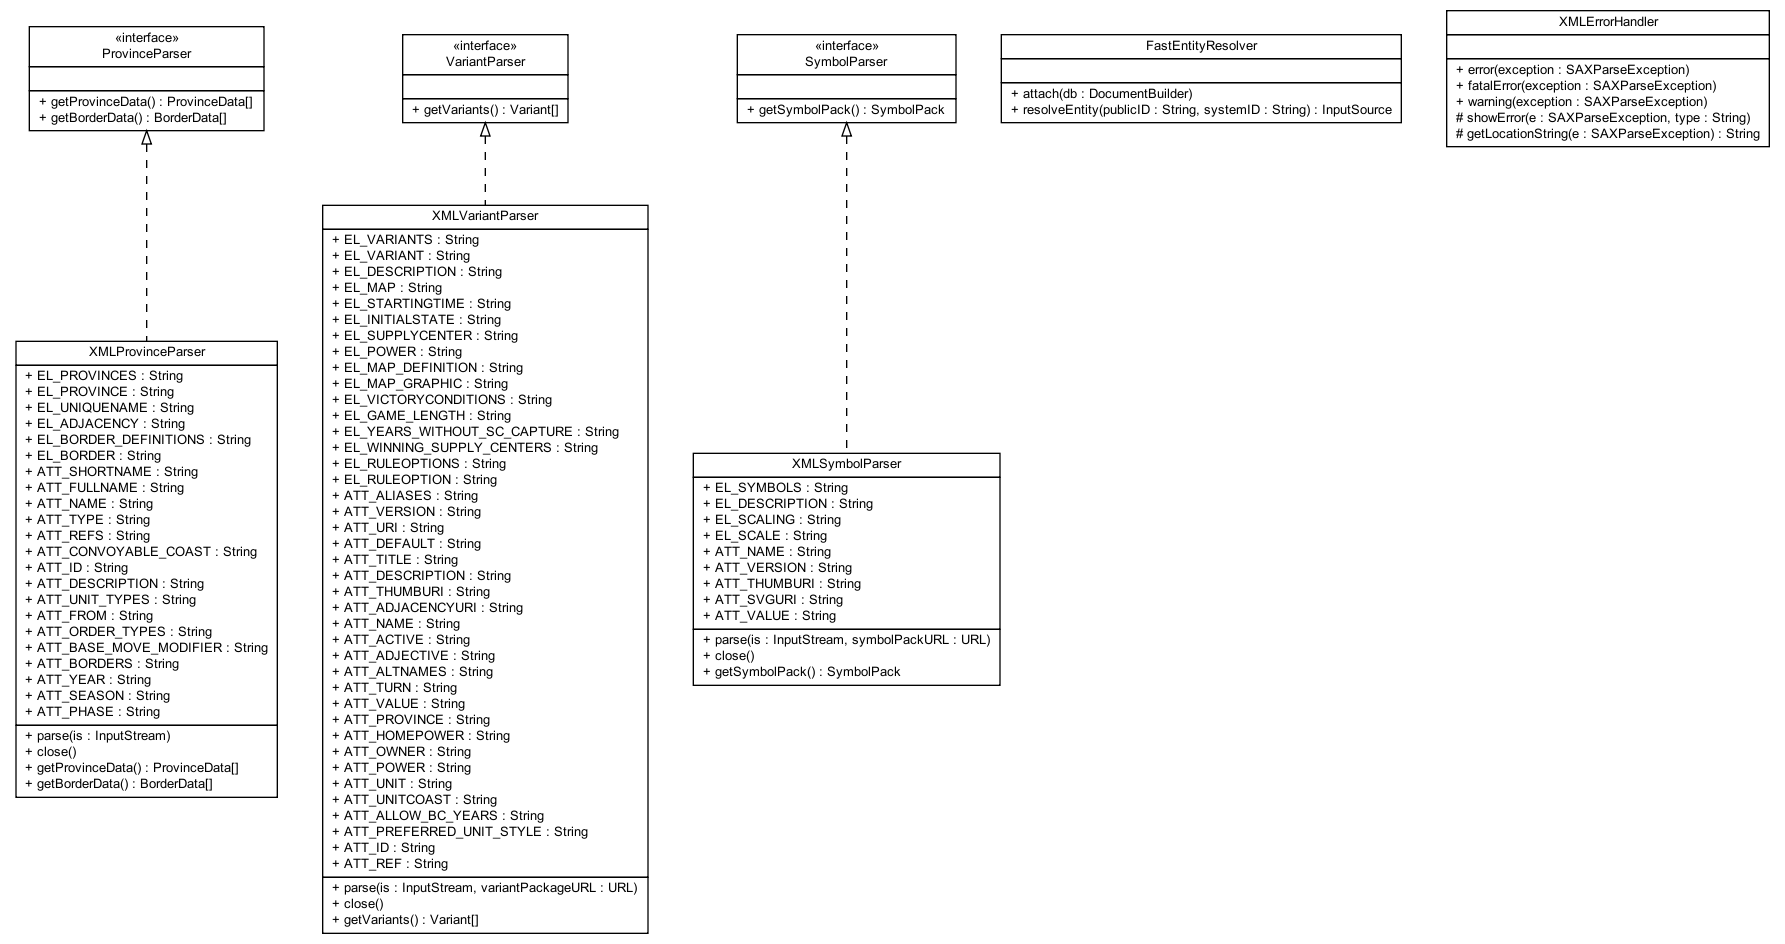 «interface»
ProvinceParser
+ getProvinceData() : ProvinceData[]
+ getBorderData() : BorderData[]
«interface»
VariantParser
+ getVariants() : Variant[]
«interface»
SymbolParser
+ getSymbolPack() : SymbolPack
FastEntityResolver
+ attach(db : DocumentBuilder)
+ resolveEntity(publicID : String, systemID : String) : InputSource
XMLErrorHandler
+ error(exception : SAXParseException)
+ fatalError(exception : SAXParseException)
+ warning(exception : SAXParseException)
# showError(e : SAXParseException, type : String)
# getLocationString(e : SAXParseException) : String
XMLProvinceParser
+ EL_PROVINCES : String
+ EL_PROVINCE : String
+ EL_UNIQUENAME : String
+ EL_ADJACENCY : String
+ EL_BORDER_DEFINITIONS : String
+ EL_BORDER : String
+ ATT_SHORTNAME : String
+ ATT_FULLNAME : String
+ ATT_NAME : String
+ ATT_TYPE : String
+ ATT_REFS : String
+ ATT_CONVOYABLE_COAST : String
+ ATT_ID : String
+ ATT_DESCRIPTION : String
+ ATT_UNIT_TYPES : String
+ ATT_FROM : String
+ ATT_ORDER_TYPES : String
+ ATT_BASE_MOVE_MODIFIER : String
+ ATT_BORDERS : String
+ ATT_YEAR : String
+ ATT_SEASON : String
+ ATT_PHASE : String
+ parse(is : InputStream)
+ close()
+ getProvinceData() : ProvinceData[]
+ getBorderData() : BorderData[]
XMLVariantParser
+ EL_VARIANTS : String
+ EL_VARIANT : String
+ EL_DESCRIPTION : String
+ EL_MAP : String
+ EL_STARTINGTIME : String
+ EL_INITIALSTATE : String
+ EL_SUPPLYCENTER : String
+ EL_POWER : String
+ EL_MAP_DEFINITION : String
+ EL_MAP_GRAPHIC : String
+ EL_VICTORYCONDITIONS : String
+ EL_GAME_LENGTH : String
+ EL_YEARS_WITHOUT_SC_CAPTURE : String
+ EL_WINNING_SUPPLY_CENTERS : String
+ EL_RULEOPTIONS : String
+ EL_RULEOPTION : String
+ ATT_ALIASES : String
+ ATT_VERSION : String
+ ATT_URI : String
+ ATT_DEFAULT : String
+ ATT_TITLE : String
+ ATT_DESCRIPTION : String
+ ATT_THUMBURI : String
+ ATT_ADJACENCYURI : String
+ ATT_NAME : String
+ ATT_ACTIVE : String
+ ATT_ADJECTIVE : String
+ ATT_ALTNAMES : String
+ ATT_TURN : String
+ ATT_VALUE : String
+ ATT_PROVINCE : String
+ ATT_HOMEPOWER : String
+ ATT_OWNER : String
+ ATT_POWER : String
+ ATT_UNIT : String
+ ATT_UNITCOAST : String
+ ATT_ALLOW_BC_YEARS : String
+ ATT_PREFERRED_UNIT_STYLE : String
+ ATT_ID : String
+ ATT_REF : String
+ parse(is : InputStream, variantPackageURL : URL)
+ close()
+ getVariants() : Variant[]
XMLSymbolParser
+ EL_SYMBOLS : String
+ EL_DESCRIPTION : String
+ EL_SCALING : String
+ EL_SCALE : String
+ ATT_NAME : String
+ ATT_VERSION : String
+ ATT_THUMBURI : String
+ ATT_SVGURI : String
+ ATT_VALUE : String
+ parse(is : InputStream, symbolPackURL : URL)
+ close()
+ getSymbolPack() : SymbolPack